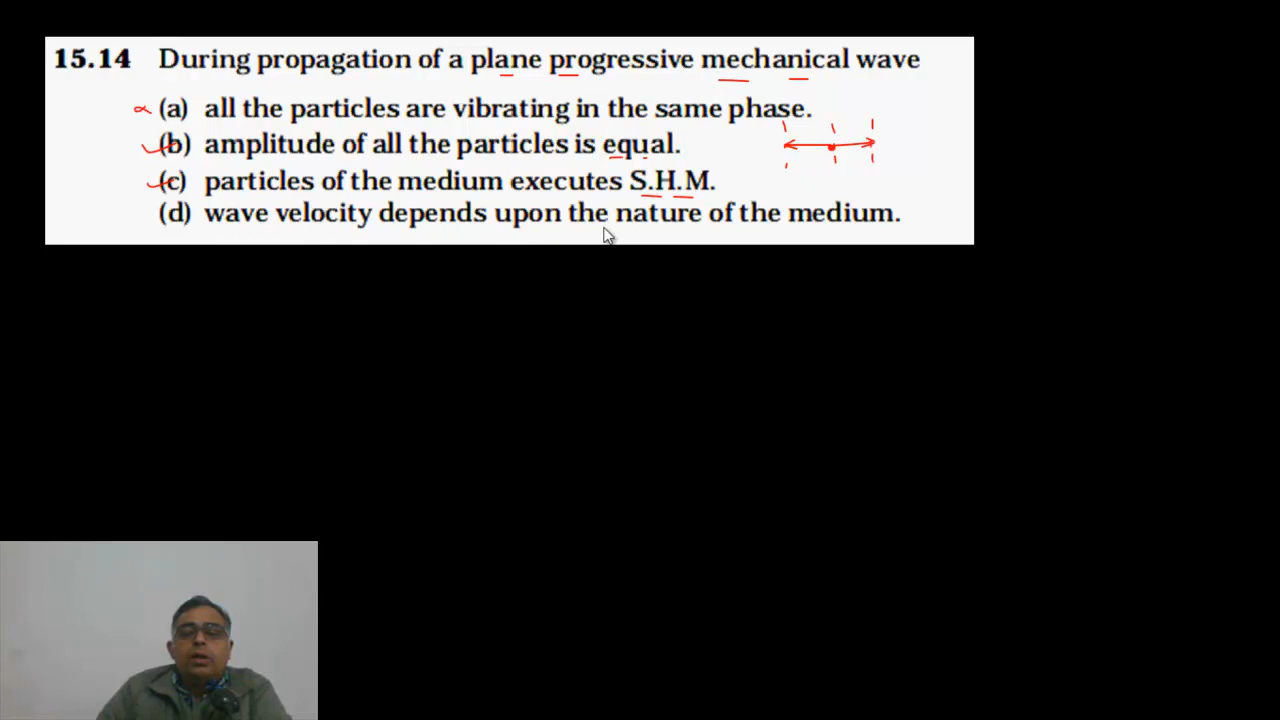 15.14 During propagation of a plane progressive mechanical wave
(a) all the particles are vibrating in the same phase.
(b) amplitude of all the particles is equal.
(c) particles of the medium executes S.H.M.
(d) wave velocity depends upon the nature of the medium.